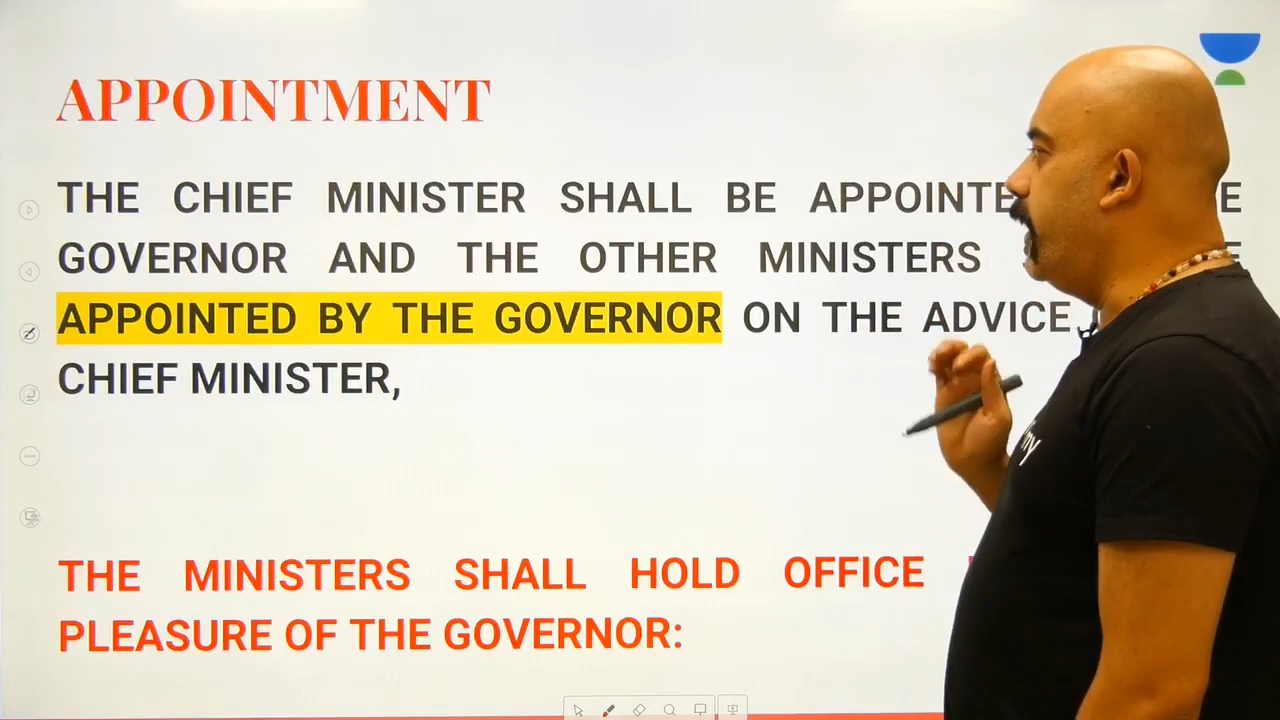 APPOINTMENT
THE CHIEF MINISTER SHALL BE
GOVERNOR AND THE OTHER MINISTERS
APPOINTED BY THE GOVERNOR ON THE ADVICE
CHIEF MINISTER,
THE MINISTERS SHALL HOLD OFFICE
PLEASURE OF THE GOVERNOR: